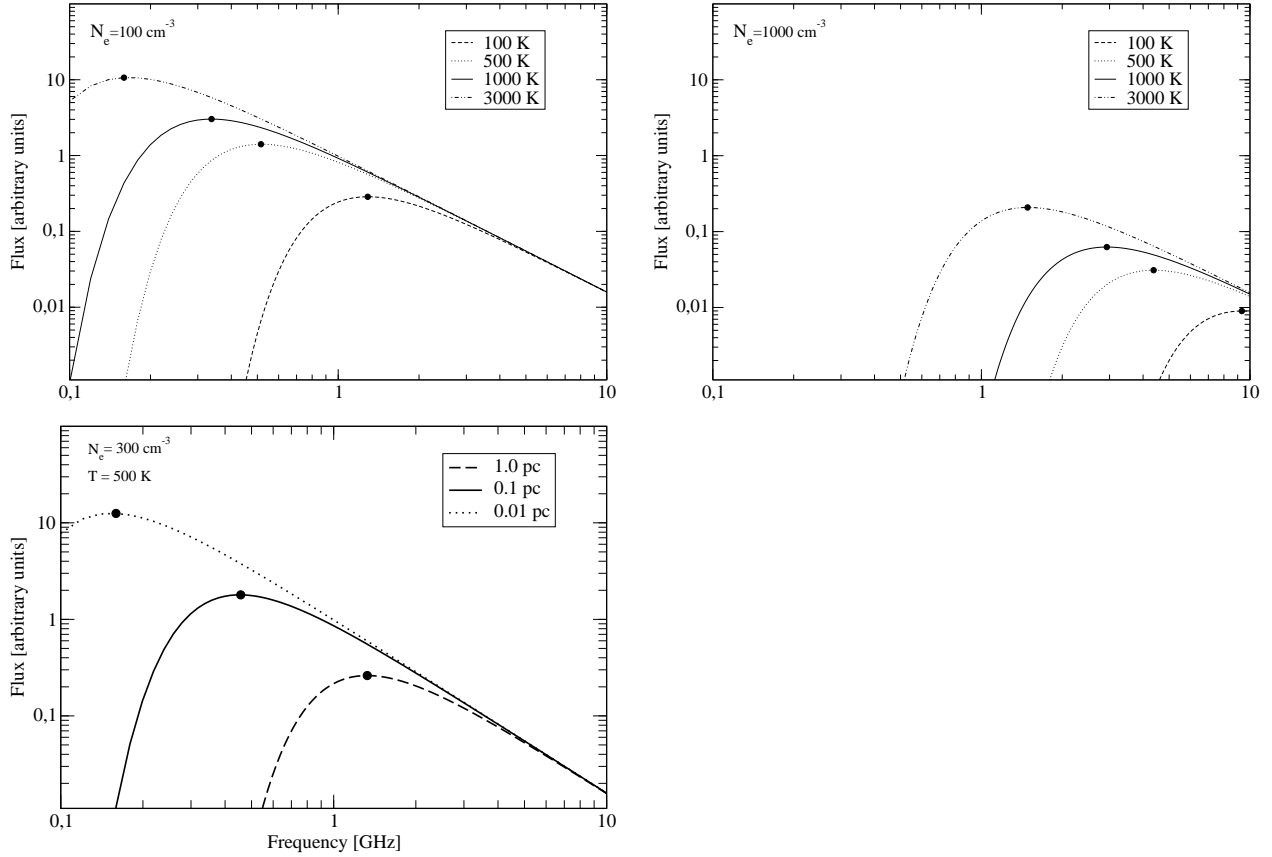 N_e=100 cm^-3
100 K
500 K
1000 K
3000 K
10
1
0,1
0,01
Flux [arbitrary units]
0,1
1
10
N_e=1000 cm^-3
100 K
500 K
1000 K
3000 K
10
1
0,1
0,01
Flux [arbitrary units]
0,1
1
10
N_e= 300 cm^-3
T = 500 K
1.0 pc
0.1 pc
0.01 pc
10
1
0,1
Flux [arbitrary units]
0,1
1
10
Frequency [GHz]